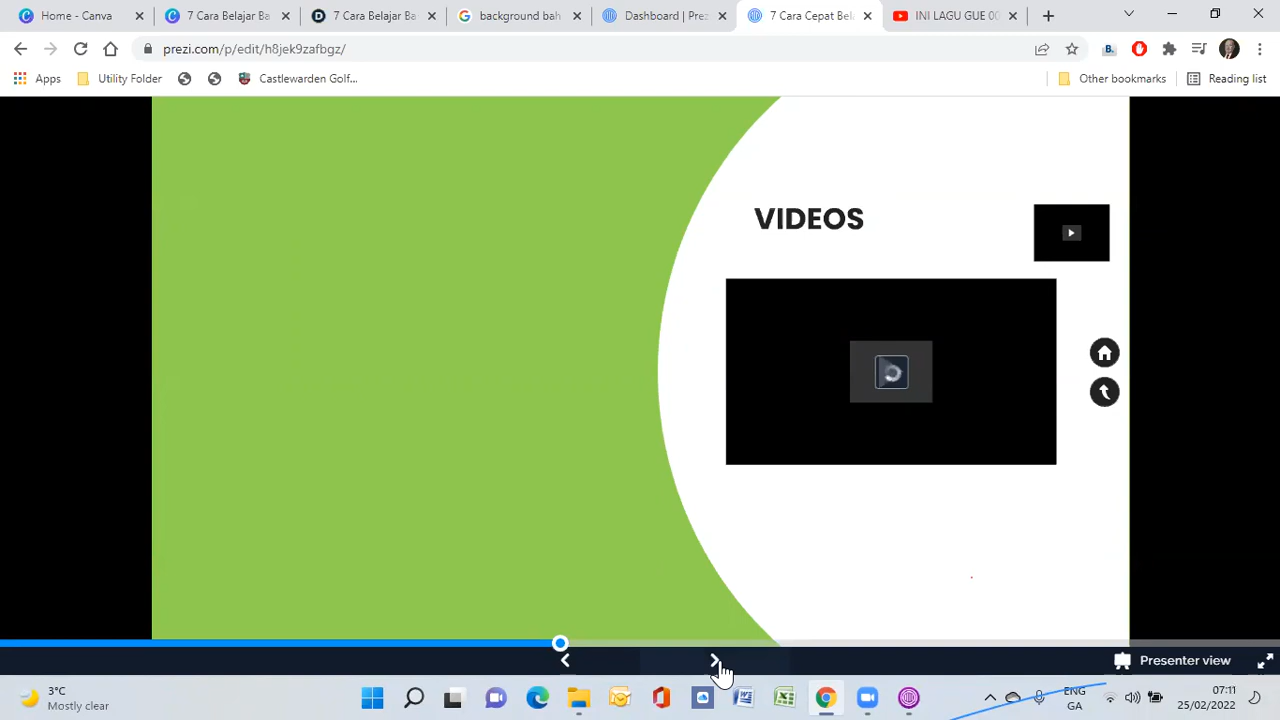 Home - Canva
7 Cara Belajar Ba
7 Cara Belajar Ba
background bah
Dashboard | Prez
7 Cara Cepat Bel
INI LAGU GUE 00
prezi.com/p/edit/h8jek9zafbgz/
Apps
Utility Folder
Castlewarden Golf...
Other bookmarks
Reading list
VIDEOS
Presenter view
3°C
Mostly clear
ENG
GA
07:11
25/02/2022